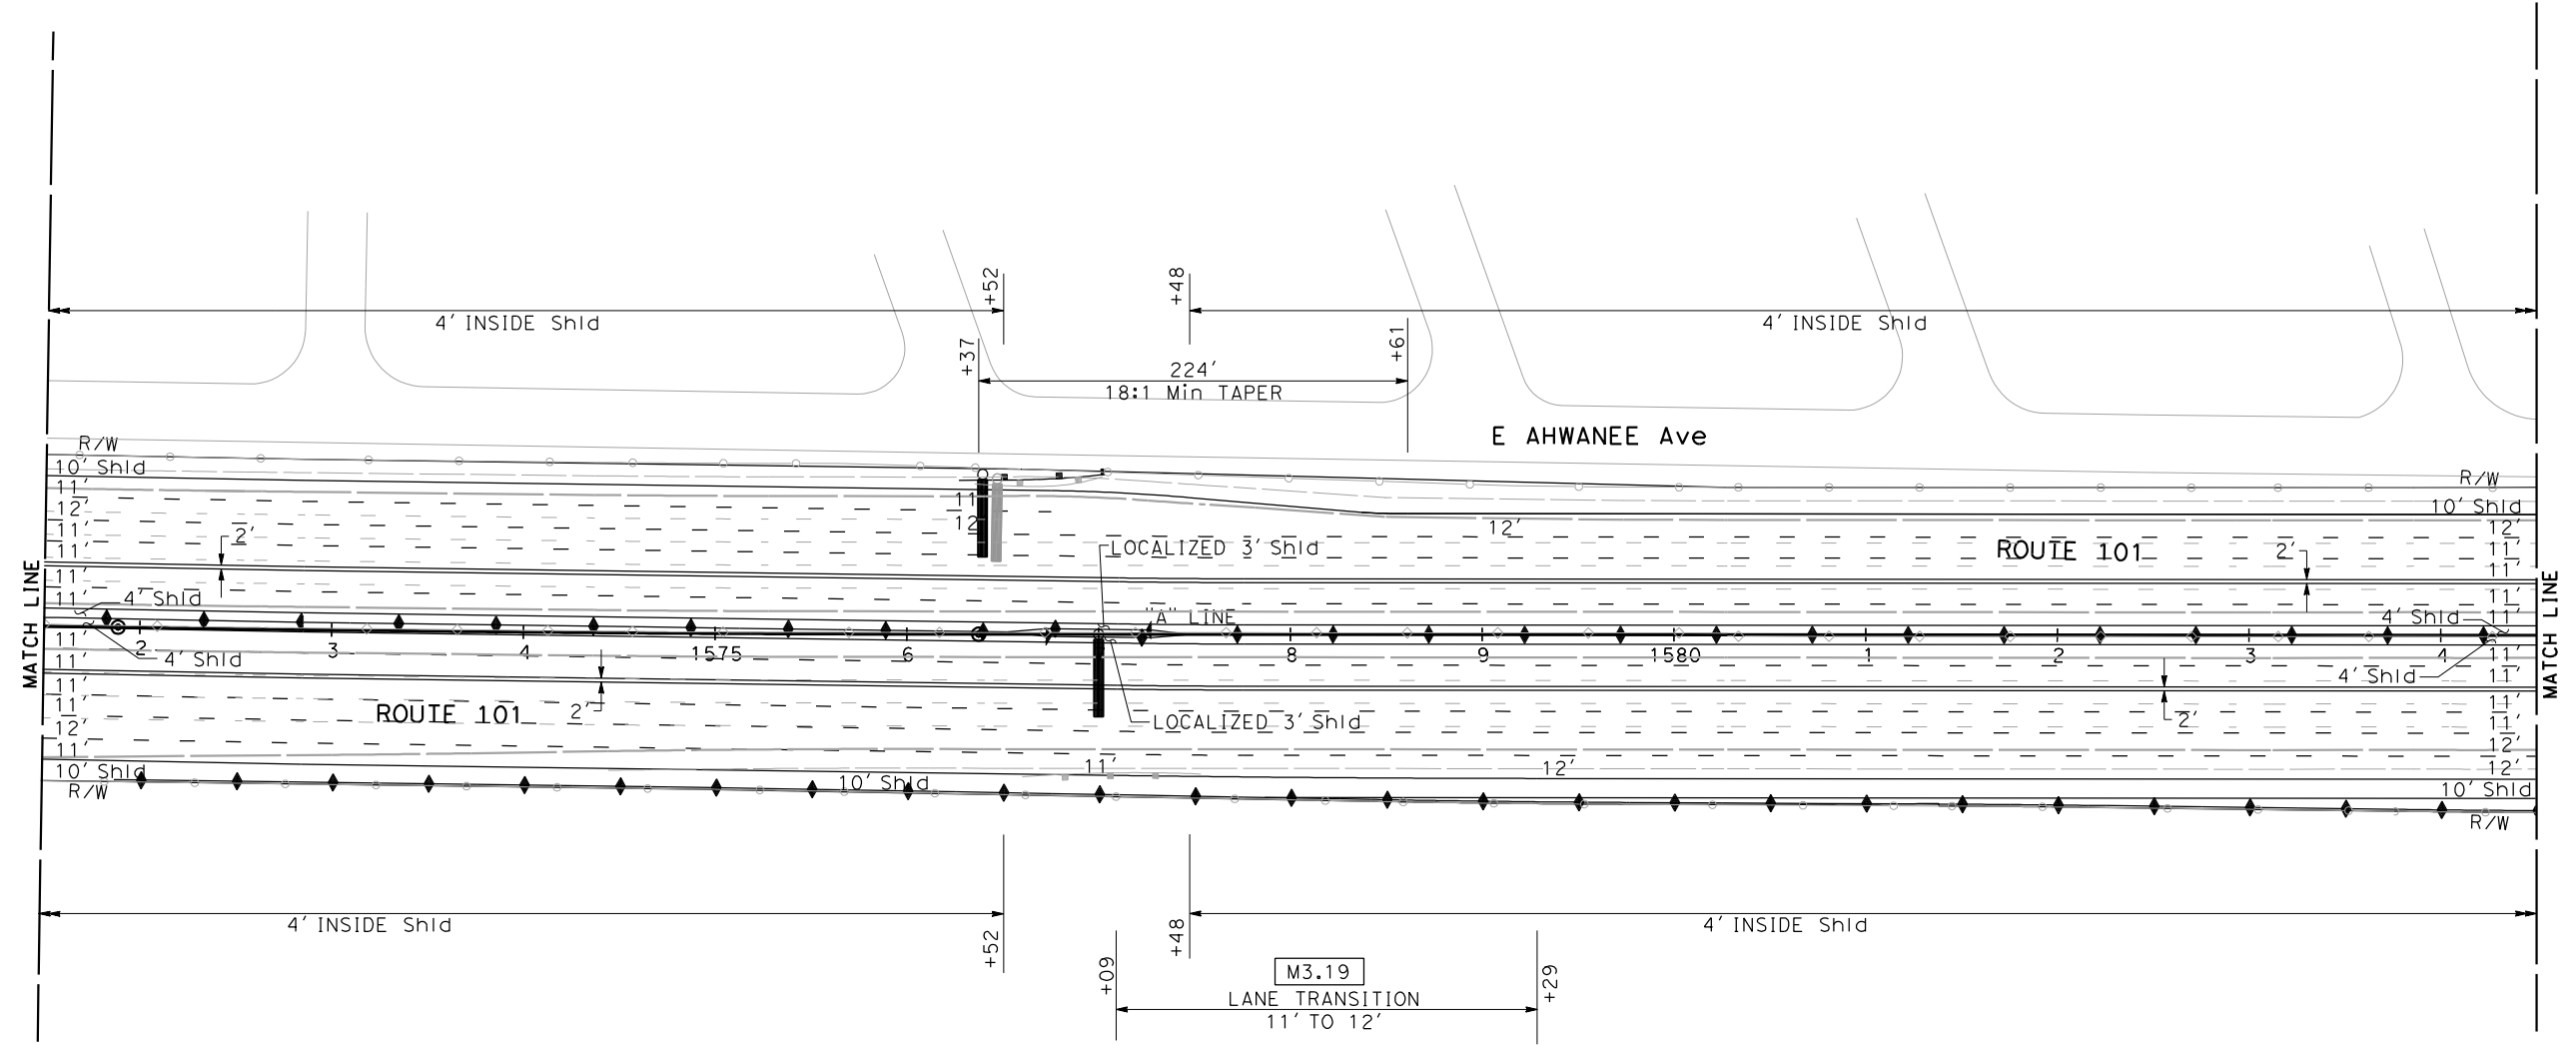 +52
+48
4' INSIDE Shld
4' INSIDE Shld
+37
+61
224'
18:1 Min TAPER
E AHWANEE Ave
R/W
10' Shld
11'
12'
11'
11'
11'
11'
4' Shld
11'
11'
11'
11'
12'
11'
10' Shld
R/W
MATCH LINE
2'
11
12
LOCALIZED 3' Shld
12'
ROUTE 101
2'
R/W
10' Shld
12'
11'
11'
11'
11'
4' Shld
MATCH LINE
"A" LINE
2
3
4
1575
6
8
9
1580
1
2
3
4
4' Shld
4' Shld
11'
11'
11'
11'
12'
12'
10' Shld
R/W
ROUTE 101
2'
LOCALIZED 3' Shld
2'
10' Shld
11'
12'
4' INSIDE Shld
4' INSIDE Shld
+52
+48
+09
M3.19
+29
LANE TRANSITION
11' TO 12'